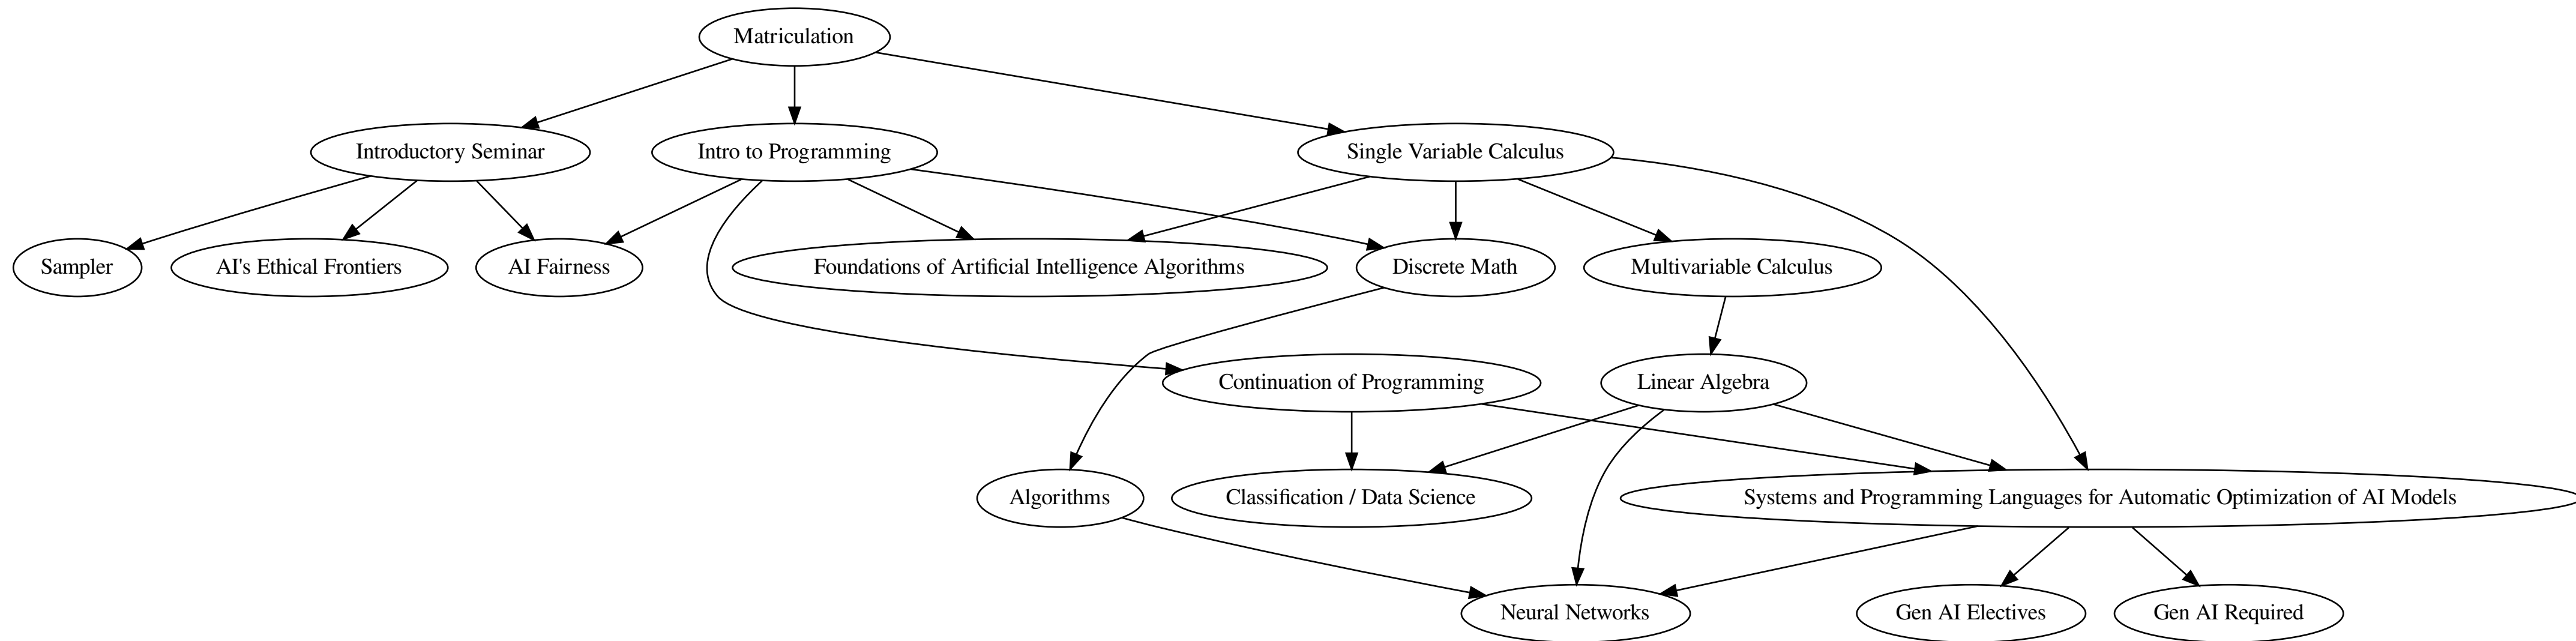 Matriculation
Introductory Seminar
Intro to Programming
Single Variable Calculus
Sampler
AI's Ethical Frontiers
AI Fairness
Foundations of Artificial Intelligence Algorithms
Discrete Math
Multivariable Calculus
Continuation of Programming
Linear Algebra
Algorithms
Classification / Data Science
Systems and Programming Languages for Automatic Optimization of AI Models
Neural Networks
Gen AI Electives
Gen AI Required